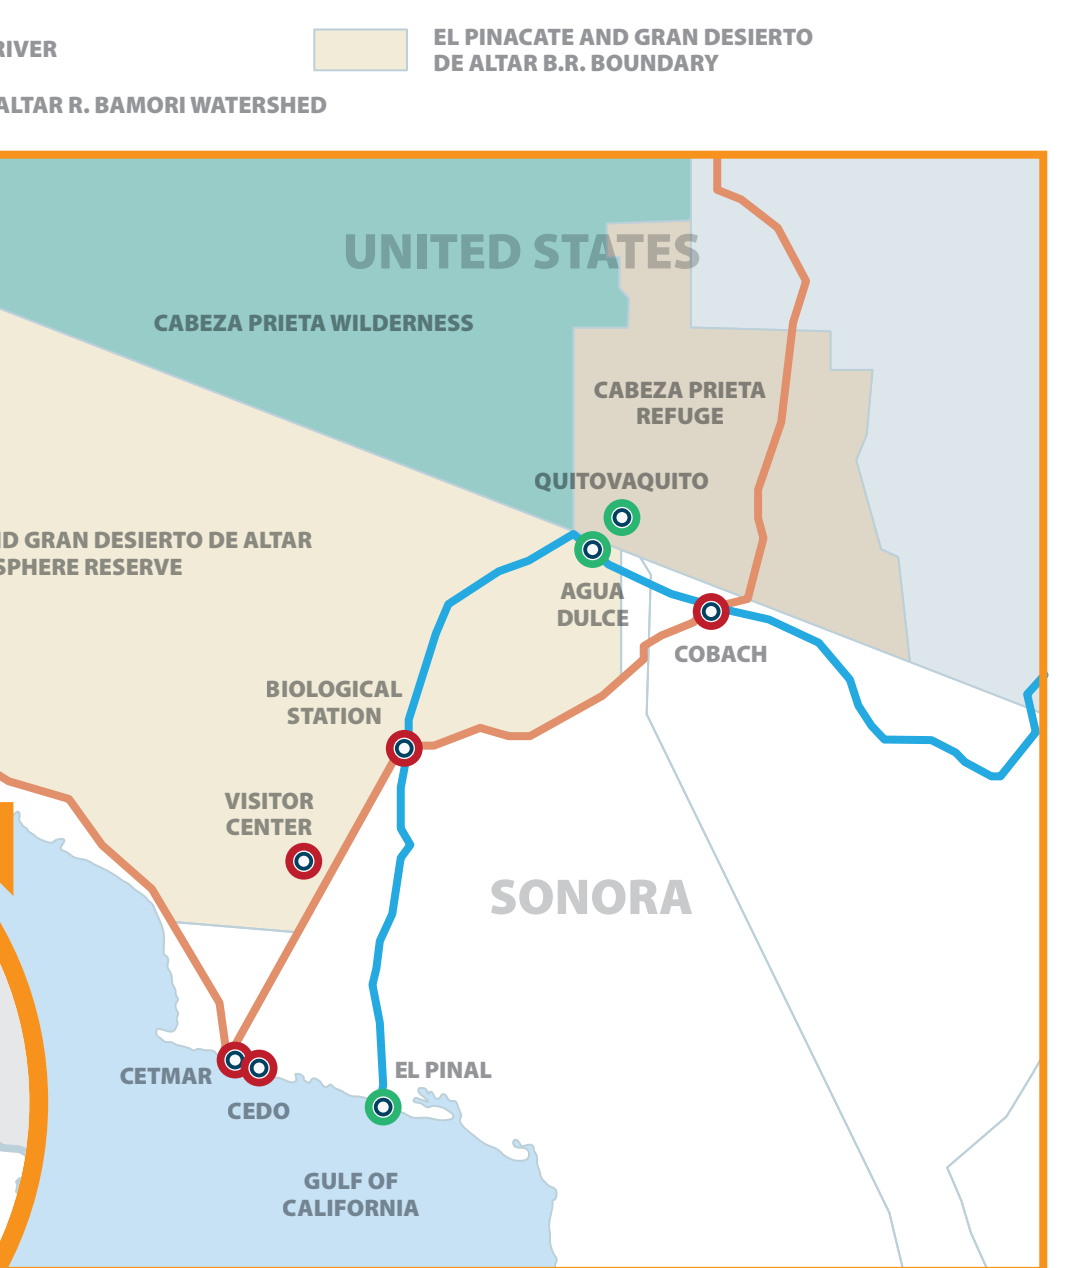 RIVER
EL PINACATE AND GRAN DESIERTO
DE ALTAR B.R. BOUNDARY
ALTAR R. BAMORI WATERSHED
UNITED STATES
CABEZA PRIETA WILDERNESS
CABEZA PRIETA
REFUGE
QUITOVAQUITO
GRAN DESIERTO DE ALTAR
RESERVE
AGUA
DULCE
COBACH
BIOLOGICAL
STATION
VISITOR
CENTER
SONORA
CETMAR
CEDO
EL PINAL
GULF OF
CALIFORNIA